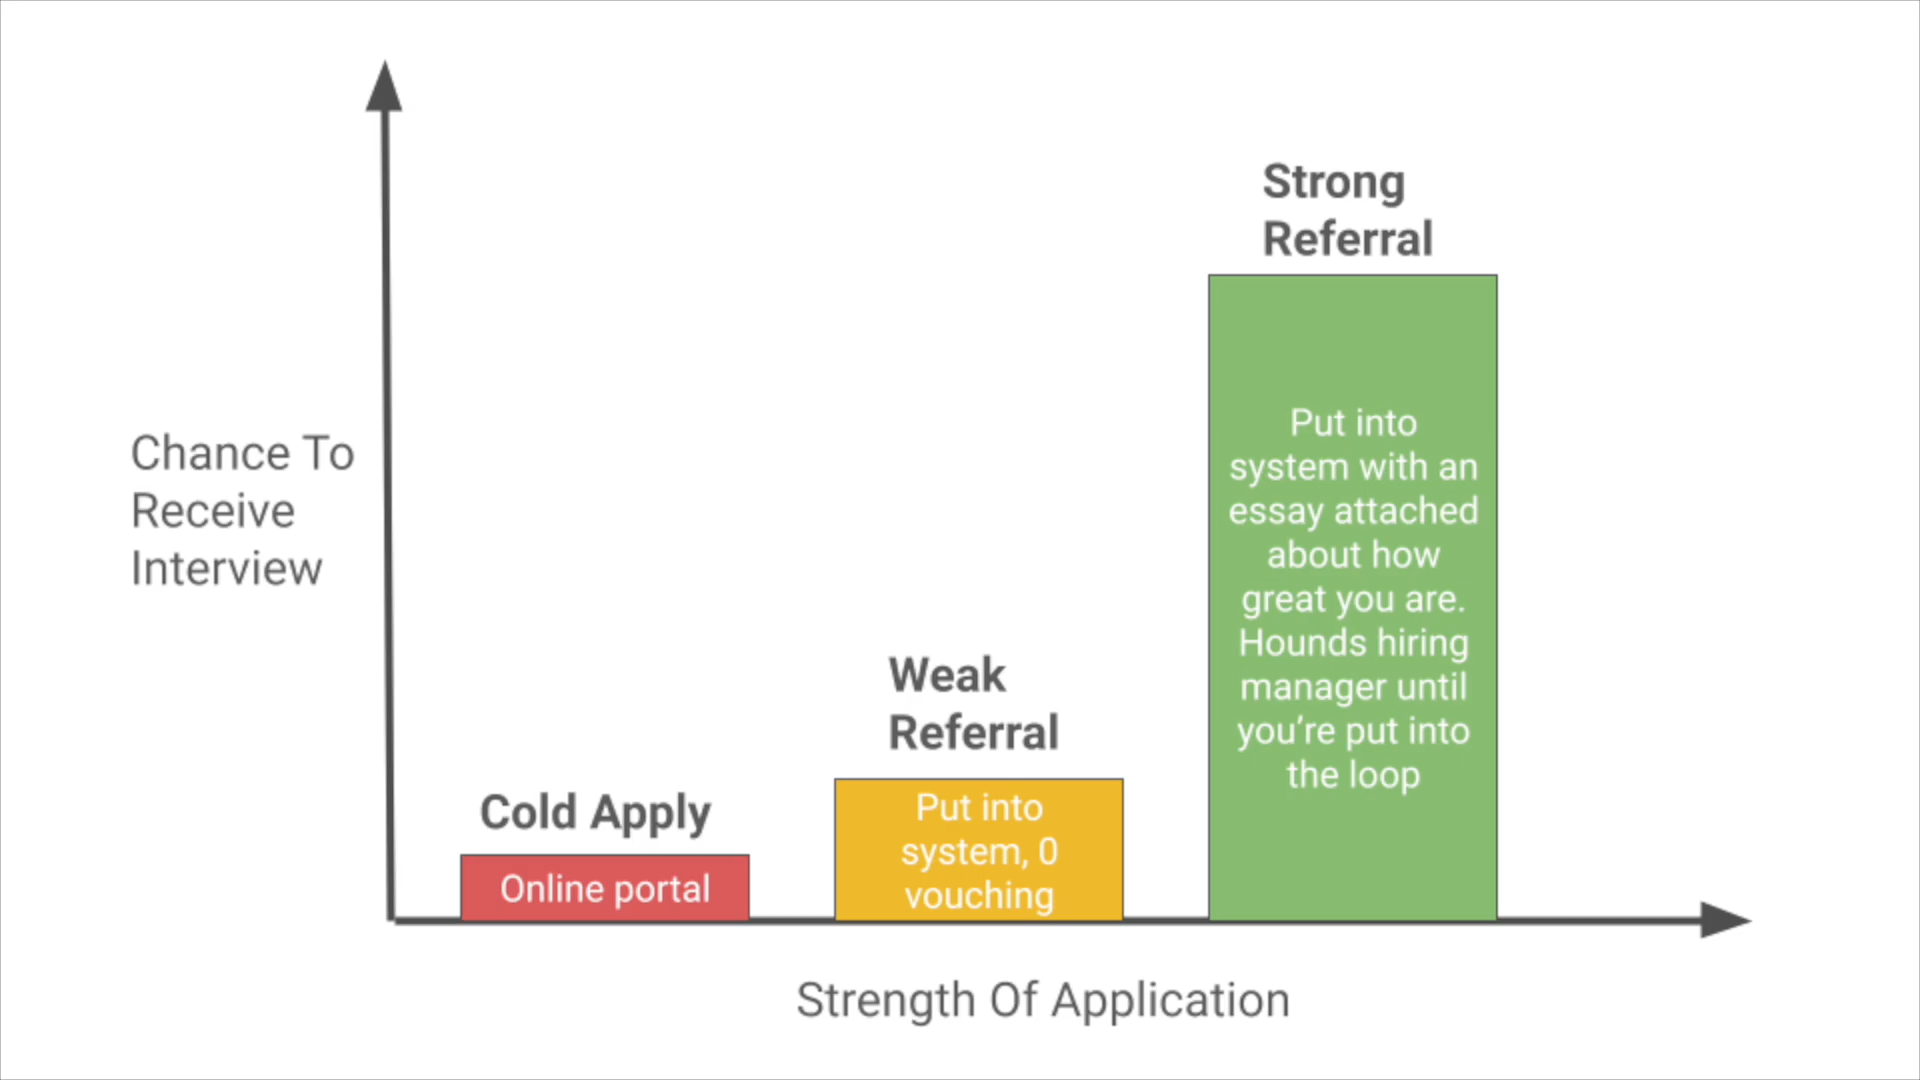 Strong
Referral
Put into
system with an
essay attached
about how
great you are.
Hounds hiring
manager until
you’re put into
the loop
Chance To
Receive
Interview
Weak
Referral
Put into
system, 0
vouching
Cold Apply
Online portal
Strength Of Application